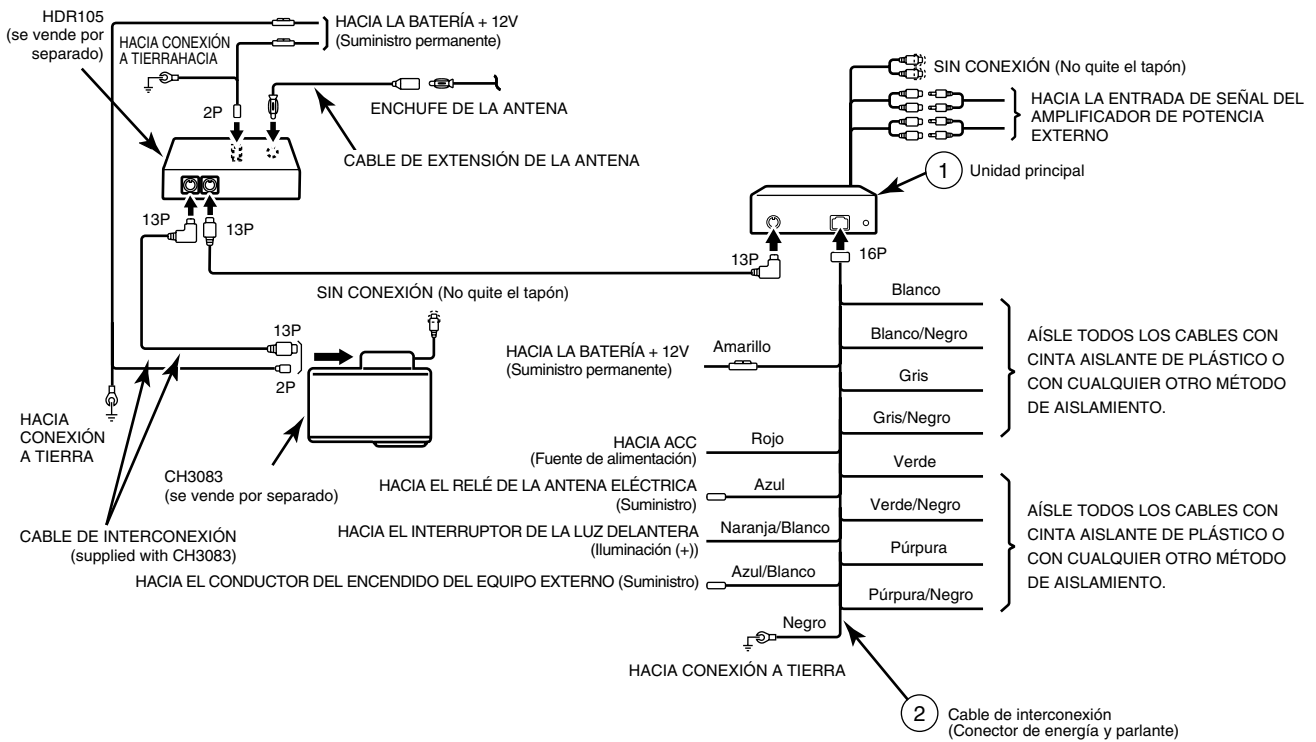 HDR105
(se vende por
separado)
HACIA CONEXIÓN
A TIERRAHACIA
HACIA LA BATERÍA + 12V
(Suministro permanente)
2P
ENCHUFE DE LA ANTENA
CABLE DE EXTENSIÓN DE LA ANTENA
13P
13P
SIN CONEXIÓN (No quite el tapón)
13P
2P
HACIA
CONEXIÓN
A TIERRA
CH3083
(se vende por separado)
CABLE DE INTERCONEXIÓN
(supplied with CH3083)
SIN CONEXIÓN (No quite el tapón)
HACIA LA ENTRADA DE SEÑAL DEL
AMPLIFICADOR DE POTENCIA
EXTERNO
1 Unidad principal
13P
16P
HACIA LA BATERÍA + 12V
(Suministro permanente)
Amarillo
HACIA ACC
(Fuente de alimentación)
Rojo
HACIA EL RELÉ DE LA ANTENA ELÉCTRICA
(Suministro)
Azul
HACIA EL INTERRUPTOR DE LA LUZ DELANTERA
(Iluminación (+))
Naranja/Blanco
HACIA EL CONDUCTOR DEL ENCENDIDO DEL EQUIPO EXTERNO (Suministro)
Azul/Blanco
Negro
HACIA CONEXIÓN A TIERRA
Blanco
Blanco/Negro
Gris
Gris/Negro
AÍSLE TODOS LOS CABLES CON
CINTA AISLANTE DE PLÁSTICO O
CON CUALQUIER OTRO MÉTODO
DE AISLAMIENTO.
Verde
Verde/Negro
Púrpura
Púrpura/Negro
AÍSLE TODOS LOS CABLES CON
CINTA AISLANTE DE PLÁSTICO O
CON CUALQUIER OTRO MÉTODO
DE AISLAMIENTO.
2 Cable de interconexión
(Conector de energía y parlante)